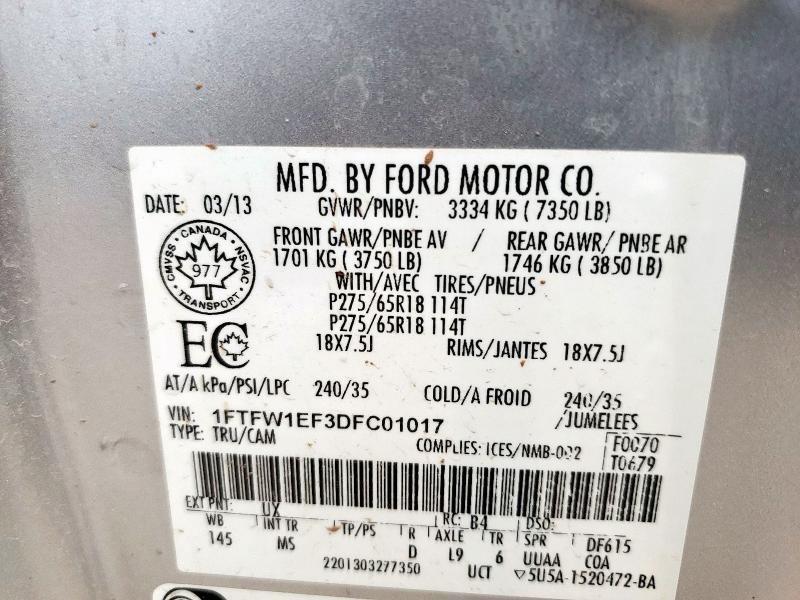 MFD. BY FORD MOTOR CO.
DATE: 03/13 GVWR/PNBV: 3334 KG ( 7350 LB)
FRONT GAWR/PNBE AV / REAR GAWR/ PNBE AR
1701 KG ( 3750 LB) 1746 KG ( 3850 LB)
CMVSS · CANADA · NSVAC · TRANSPORT ·
977
WITH/AVEC TIRES/PNEUS
P275/65R18 114T
P275/65R18 114T
EC
18X7.5J RIMS/JANTES 18X7.5J
AT/A kPa/PSI/LPC 240/35 COLD/A FROID 240/35
VIN: 1FTFW1EF3DFC01017 /JUMELEES
TYPE: TRU/CAM COMPLIES: ICES/NMB-002 F0070
T0679
EXT PNT: UX RC: B4 DSO:
WB INT TR TP/PS R AXLE TR SPR DF615
145 MS D L9 6 UUAA COA
2201303277350 UCT ▽5U5A-1520472-BA